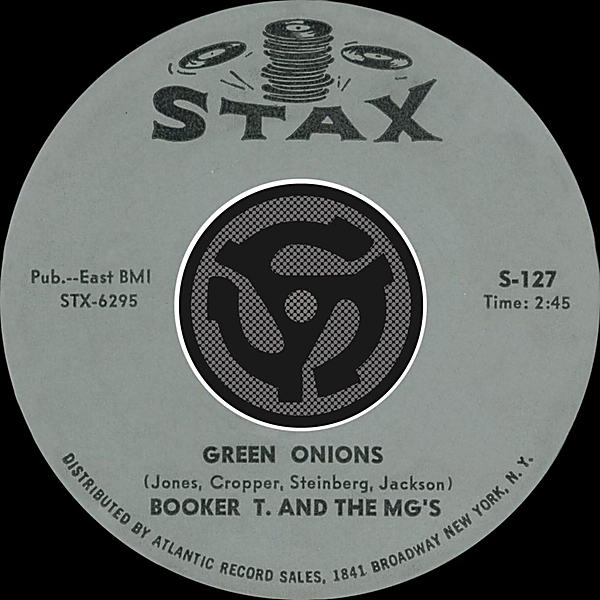 STAX
Pub.--East BMI
STX-6295
S-127
Time: 2:45
GREEN ONIONS
(Jones, Cropper, Steinberg, Jackson)
BOOKER T. AND THE MG'S
DISTRIBUTED BY ATLANTIC RECORD SALES, 1841 BROADWAY NEW YORK, N. Y.